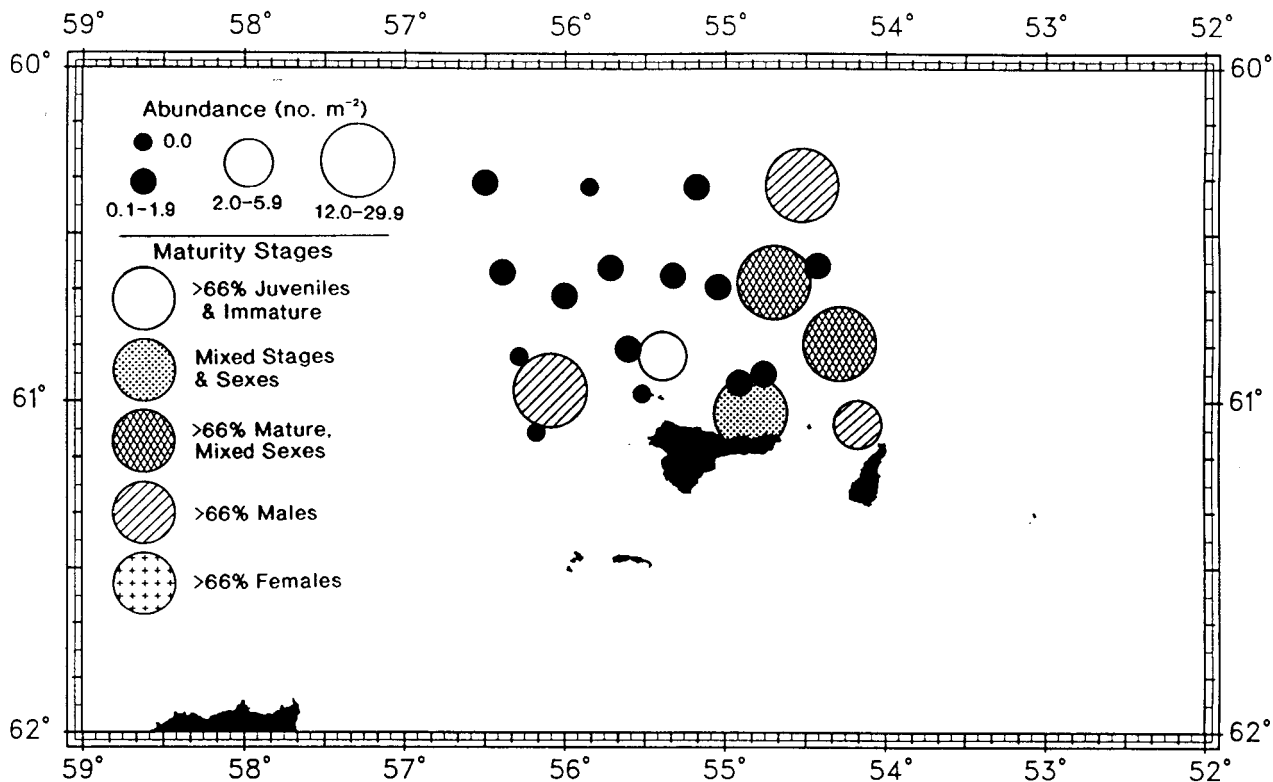 59° 58° 57° 56° 55° 54° 53° 52°
60° 60°
Abundance (no. m⁻²)
0.0
0.1–1.9 2.0–5.9 12.0–29.9
Maturity Stages
>66% Juveniles
& Immature
Mixed Stages
& Sexes
61° 61°
>66% Mature,
Mixed Sexes
>66% Males
>66% Females
62° 62°
59° 58° 57° 56° 55° 54° 53° 52°